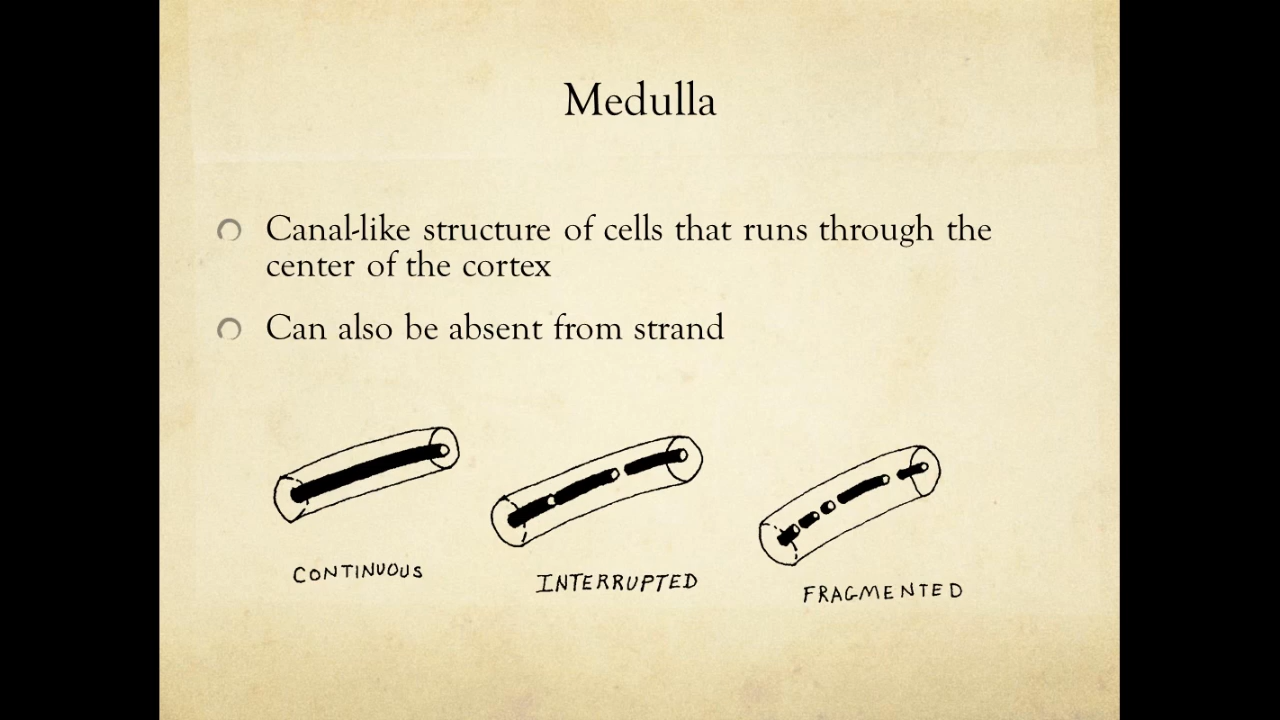 Medulla
Canal-like structure of cells that runs through the
center of the cortex
Can also be absent from strand
CONTINUOUS
INTERRUPTED
FRAGMENTED